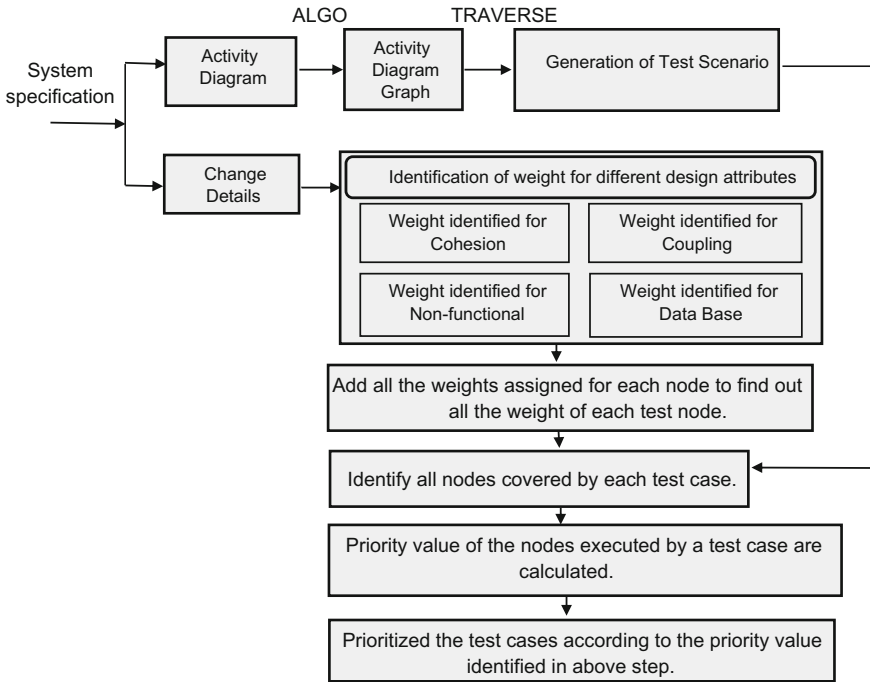 ALGO
TRAVERSE
System
specification
Activity
Diagram
Activity
Diagram
Graph
Generation of Test Scenario
Change
Details
Identification of weight for different design attributes
Weight identified for
Cohesion
Weight identified for
Coupling
Weight identified for
Non-functional
Weight identified for
Data Base
Add all the weights assigned for each node to find out
all the weight of each test node.
Identify all nodes covered by each test case.
Priority value of the nodes executed by a test case are
calculated.
Prioritized the test cases according to the priority value
identified in above step.